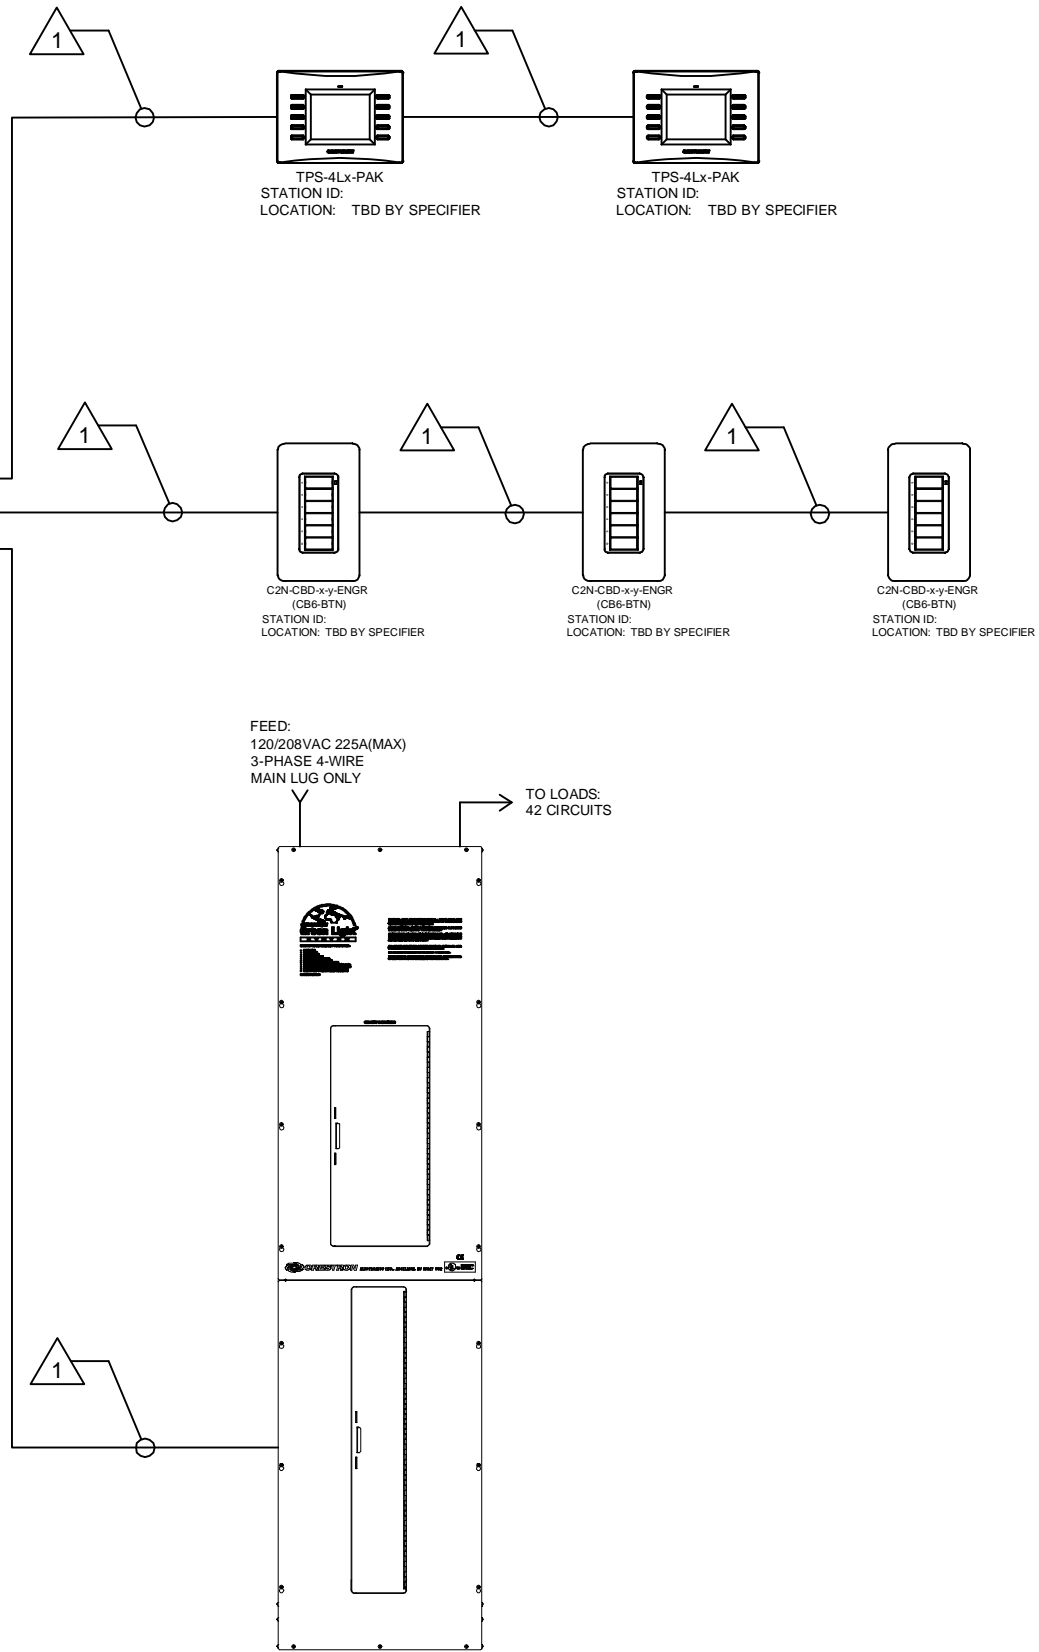 1
1
TPS-4Lx-PAK
STATION ID:
LOCATION: TBD BY SPECIFIER
TPS-4Lx-PAK
STATION ID:
LOCATION: TBD BY SPECIFIER
1
1
1
C2N-CBD-x-y-ENGR
(CB6-BTN)
STATION ID:
LOCATION: TBD BY SPECIFIER
C2N-CBD-x-y-ENGR
(CB6-BTN)
STATION ID:
LOCATION: TBD BY SPECIFIER
C2N-CBD-x-y-ENGR
(CB6-BTN)
STATION ID:
LOCATION: TBD BY SPECIFIER
FEED:
120/208VAC 225A(MAX)
3-PHASE 4-WIRE
MAIN LUG ONLY
TO LOADS:
42 CIRCUITS
Green Light
CE
CRESTRON
1